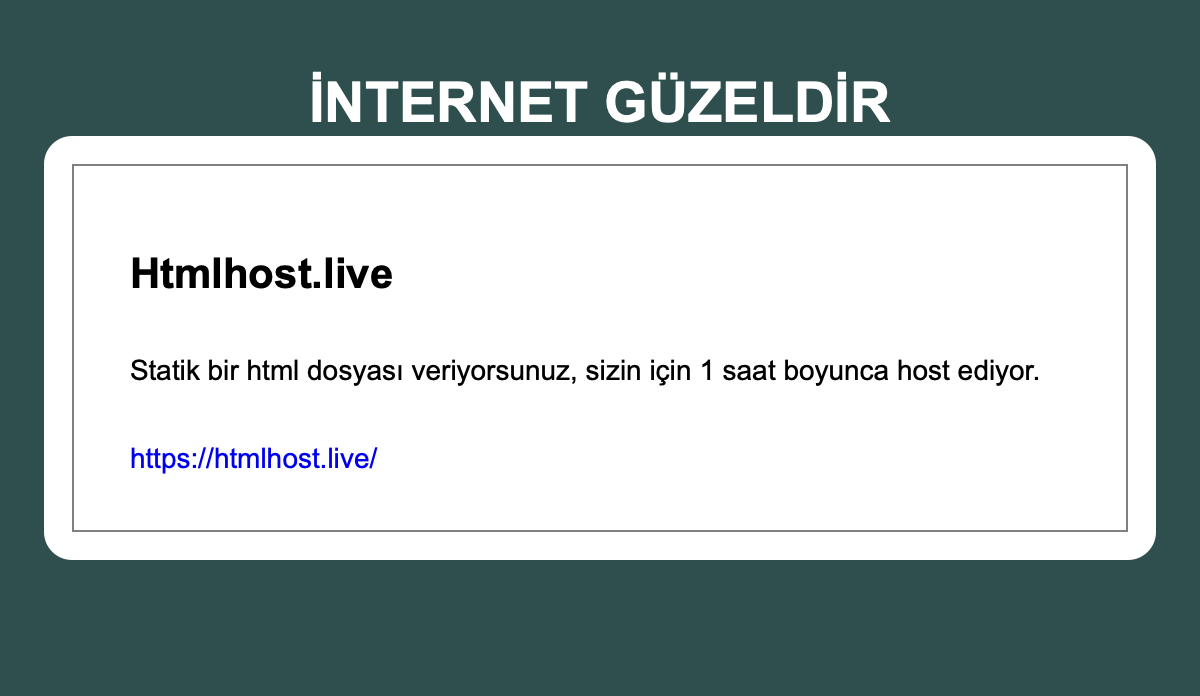 İNTERNET GÜZELDİR
Htmlhost.live
Statik bir html dosyası veriyorsunuz, sizin için 1 saat boyunca host ediyor.
https://htmlhost.live/